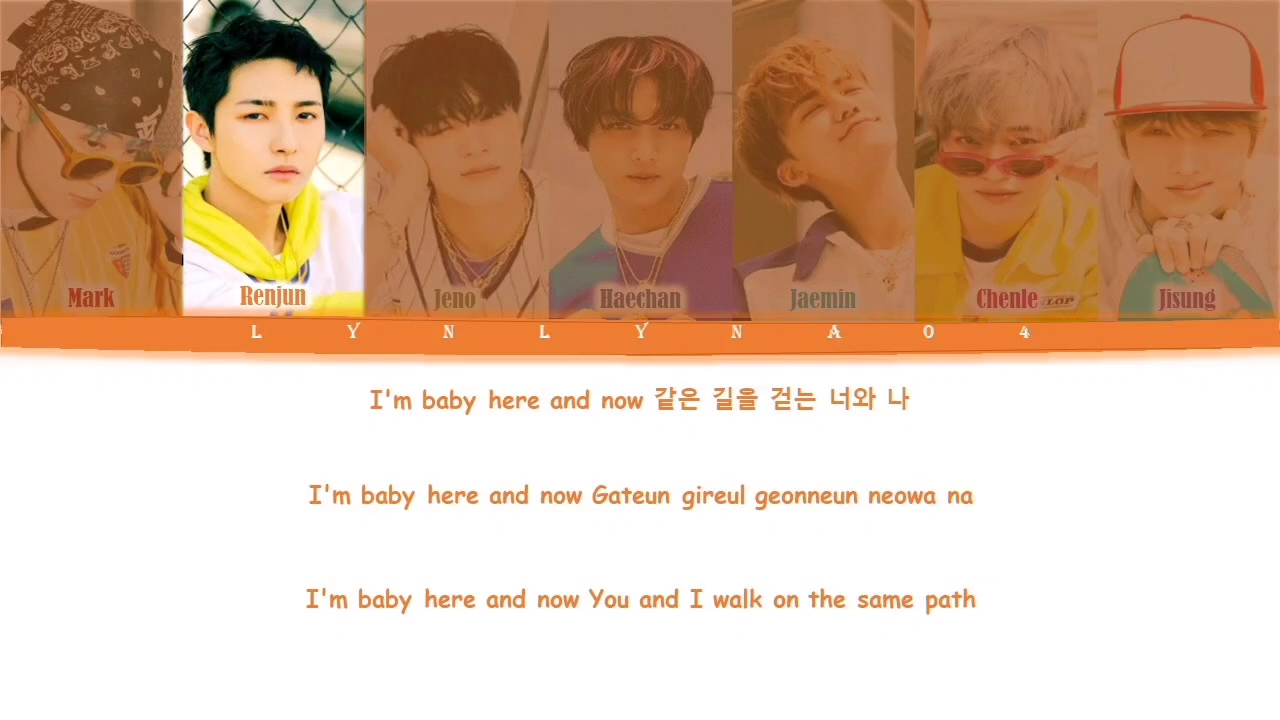 Mark
Renjun
Jeno
Haechan
Jaemin
Chenle
Jisung
L Y N L Y N A 0 4
I'm baby here and now 같은 길을 걷는 너와 나
I'm baby here and now Gateun gireul geonneun neowa na
I'm baby here and now You and I walk on the same path